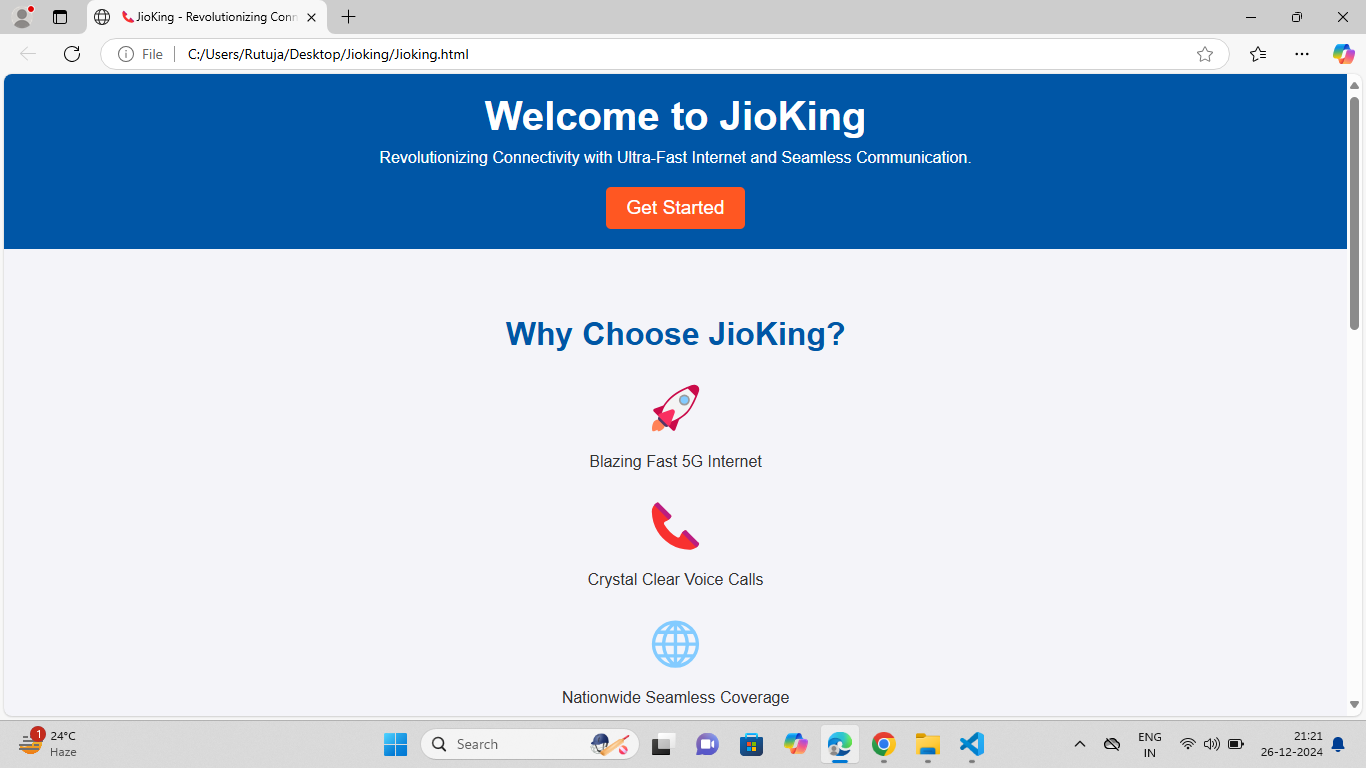 📞JioKing - Revolutionizing Conn
File
C:/Users/Rutuja/Desktop/Jioking/Jioking.html
Welcome to JioKing
Revolutionizing Connectivity with Ultra-Fast Internet and Seamless Communication.
Get Started
Why Choose JioKing?
Blazing Fast 5G Internet
Crystal Clear Voice Calls
Nationwide Seamless Coverage
1
24°C
Haze
Search
ENG
IN
21:21
26-12-2024